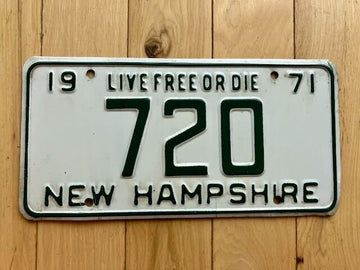 19 LIVE FREE OR DIE 71
720
NEW HAMPSHIRE